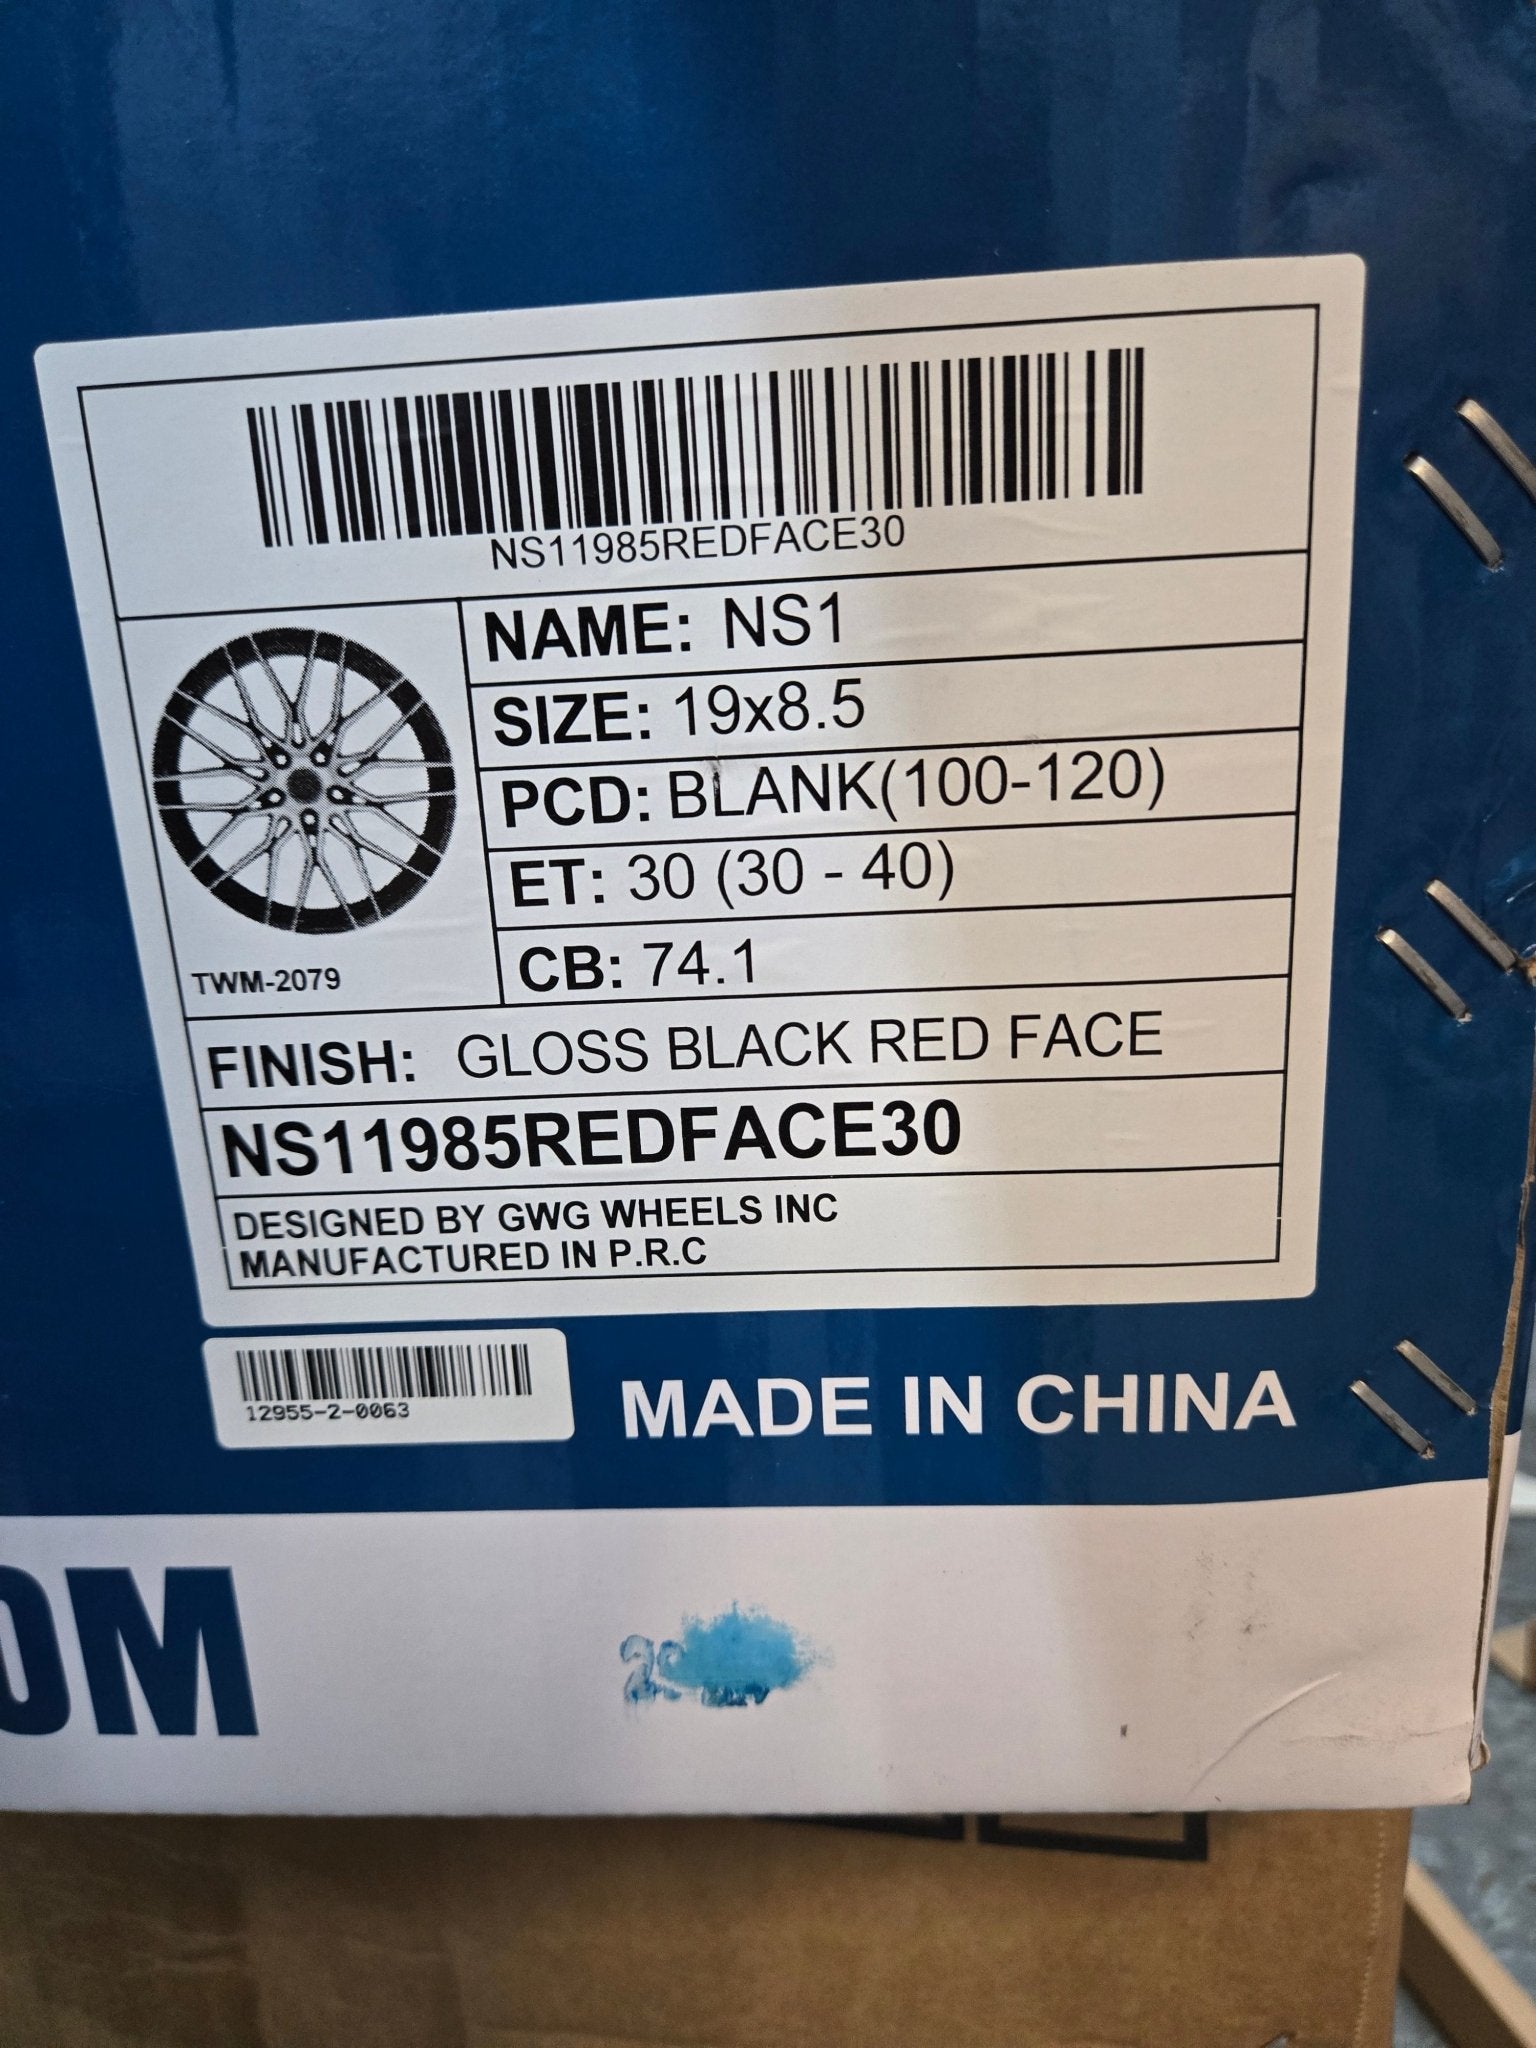 NS11985REDFACE30
NAME: NS1
SIZE: 19x8.5
PCD: BLANK(100-120)
ET: 30 (30 - 40)
CB: 74.1
TWM-2079
FINISH: GLOSS BLACK RED FACE
NS11985REDFACE30
DESIGNED BY GWG WHEELS INC
MANUFACTURED IN P.R.C
12955-2-0063
MADE IN CHINA
OM